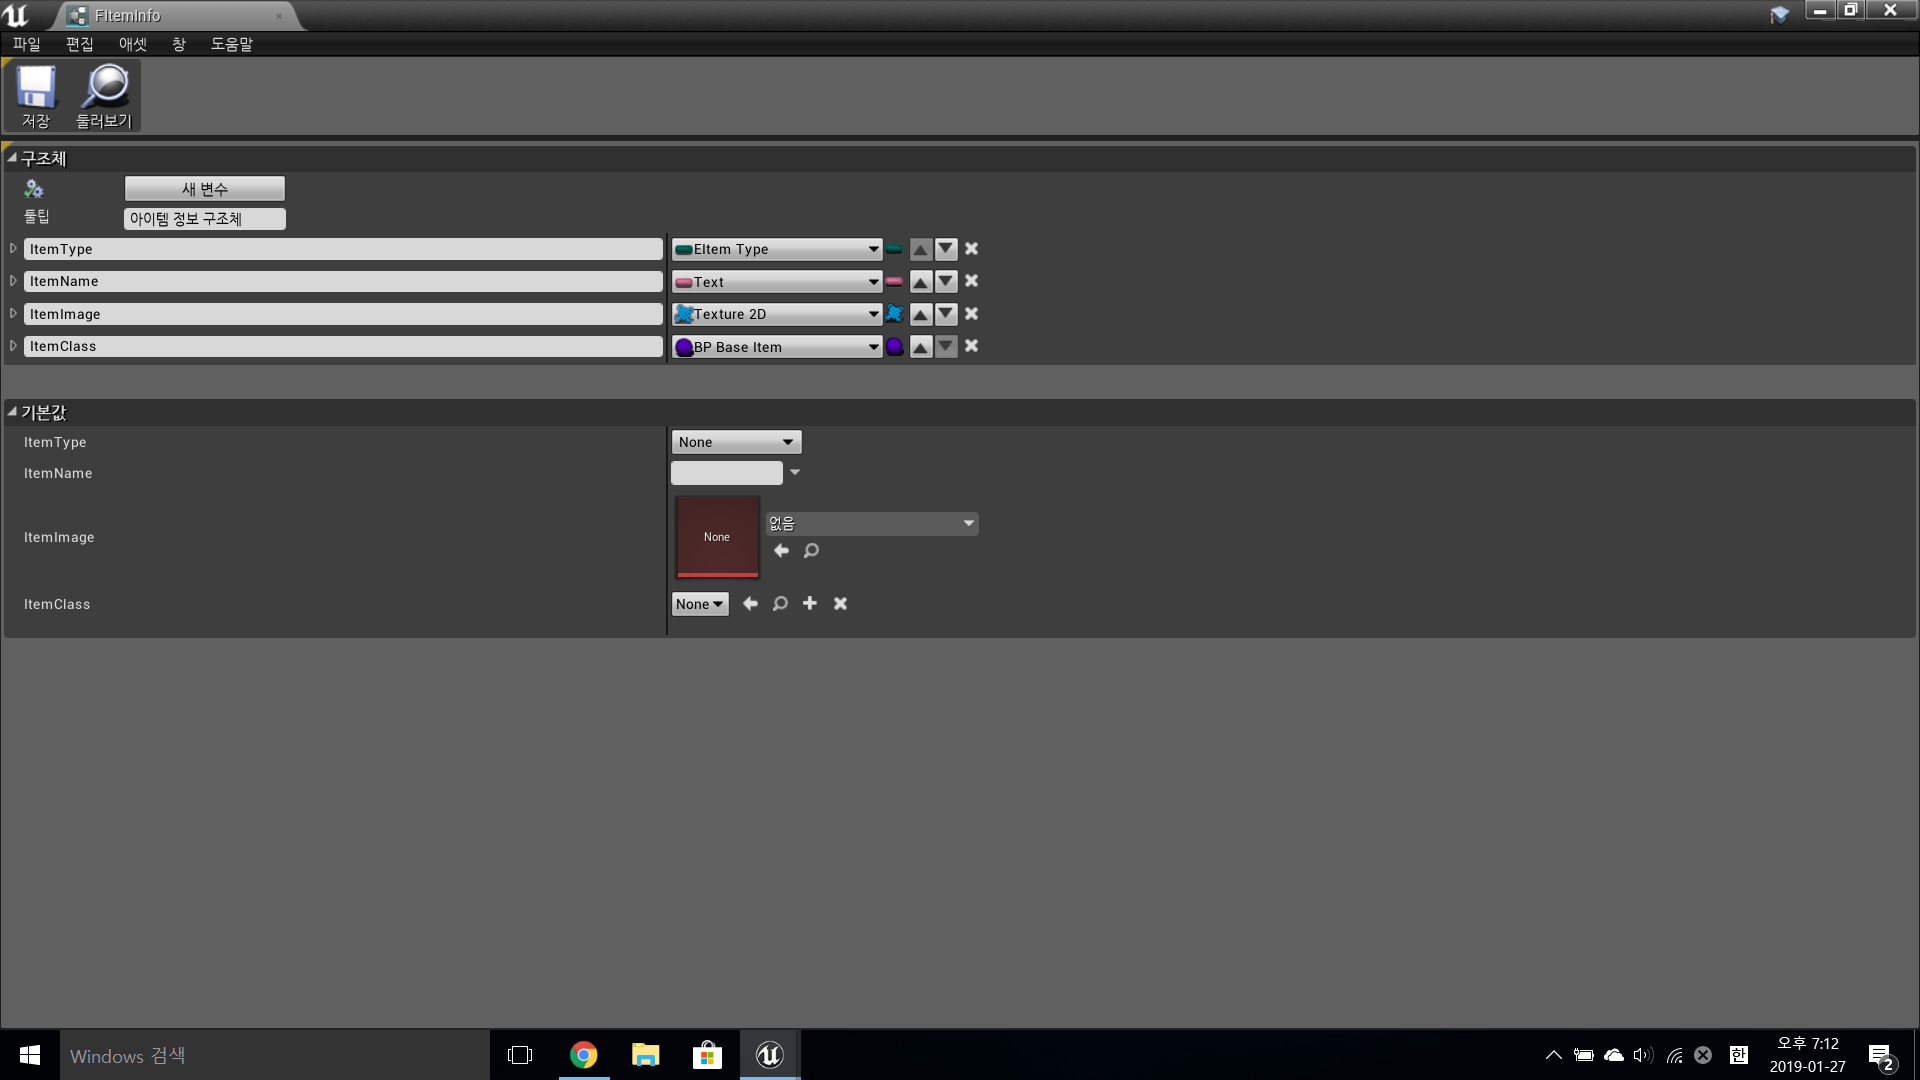 FItemInfo
파일 편집 애셋 창 도움말
저장 둘러보기
구조체
새 변수
툴팁 아이템 정보 구조체
ItemType EItem Type
ItemName Text
ItemImage Texture 2D
ItemClass BP Base Item
기본값
ItemType None
ItemName
ItemImage None 없음
ItemClass None
Windows 검색
한
오후 7:12
2019-01-27
2